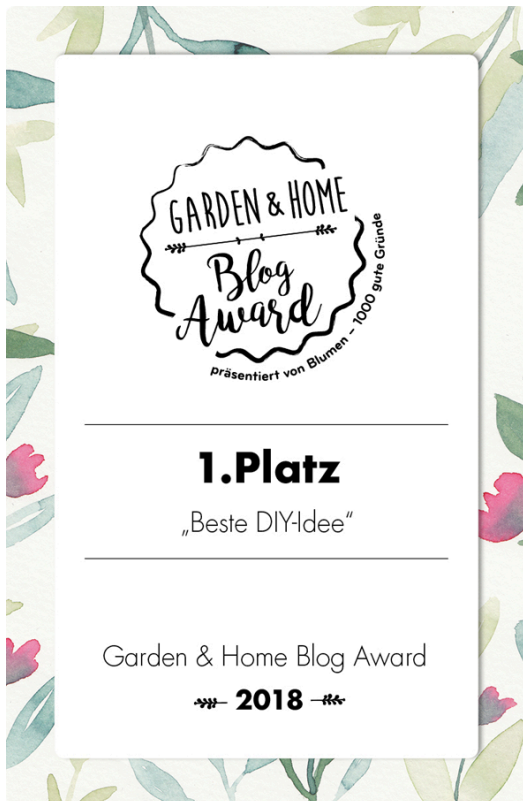 GARDEN & HOME
Blog
Award
präsentiert von Blumen – 1000 gute Gründe
1.Platz
„Beste DIY-Idee“
Garden & Home Blog Award
2018